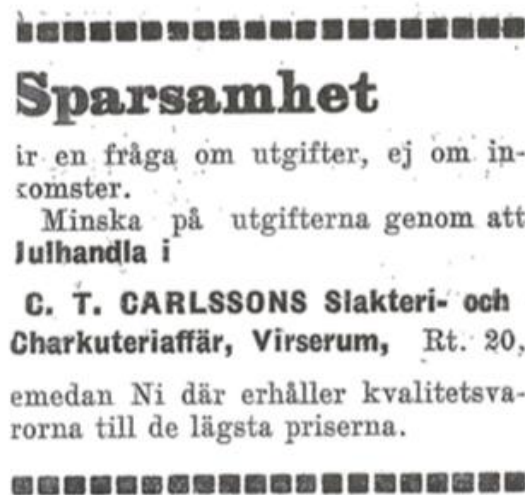 Sparsamhet
ir en fråga om utgifter, ej om in-
komster.
Minska på utgifterna genom att
Julhandla i
C. T. CARLSSONS Slakteri- och
Charkuteriaffär, Virserum, Rt. 20,
emedan Ni där erhåller kvalitetsva-
rorna till de lägsta priserna.